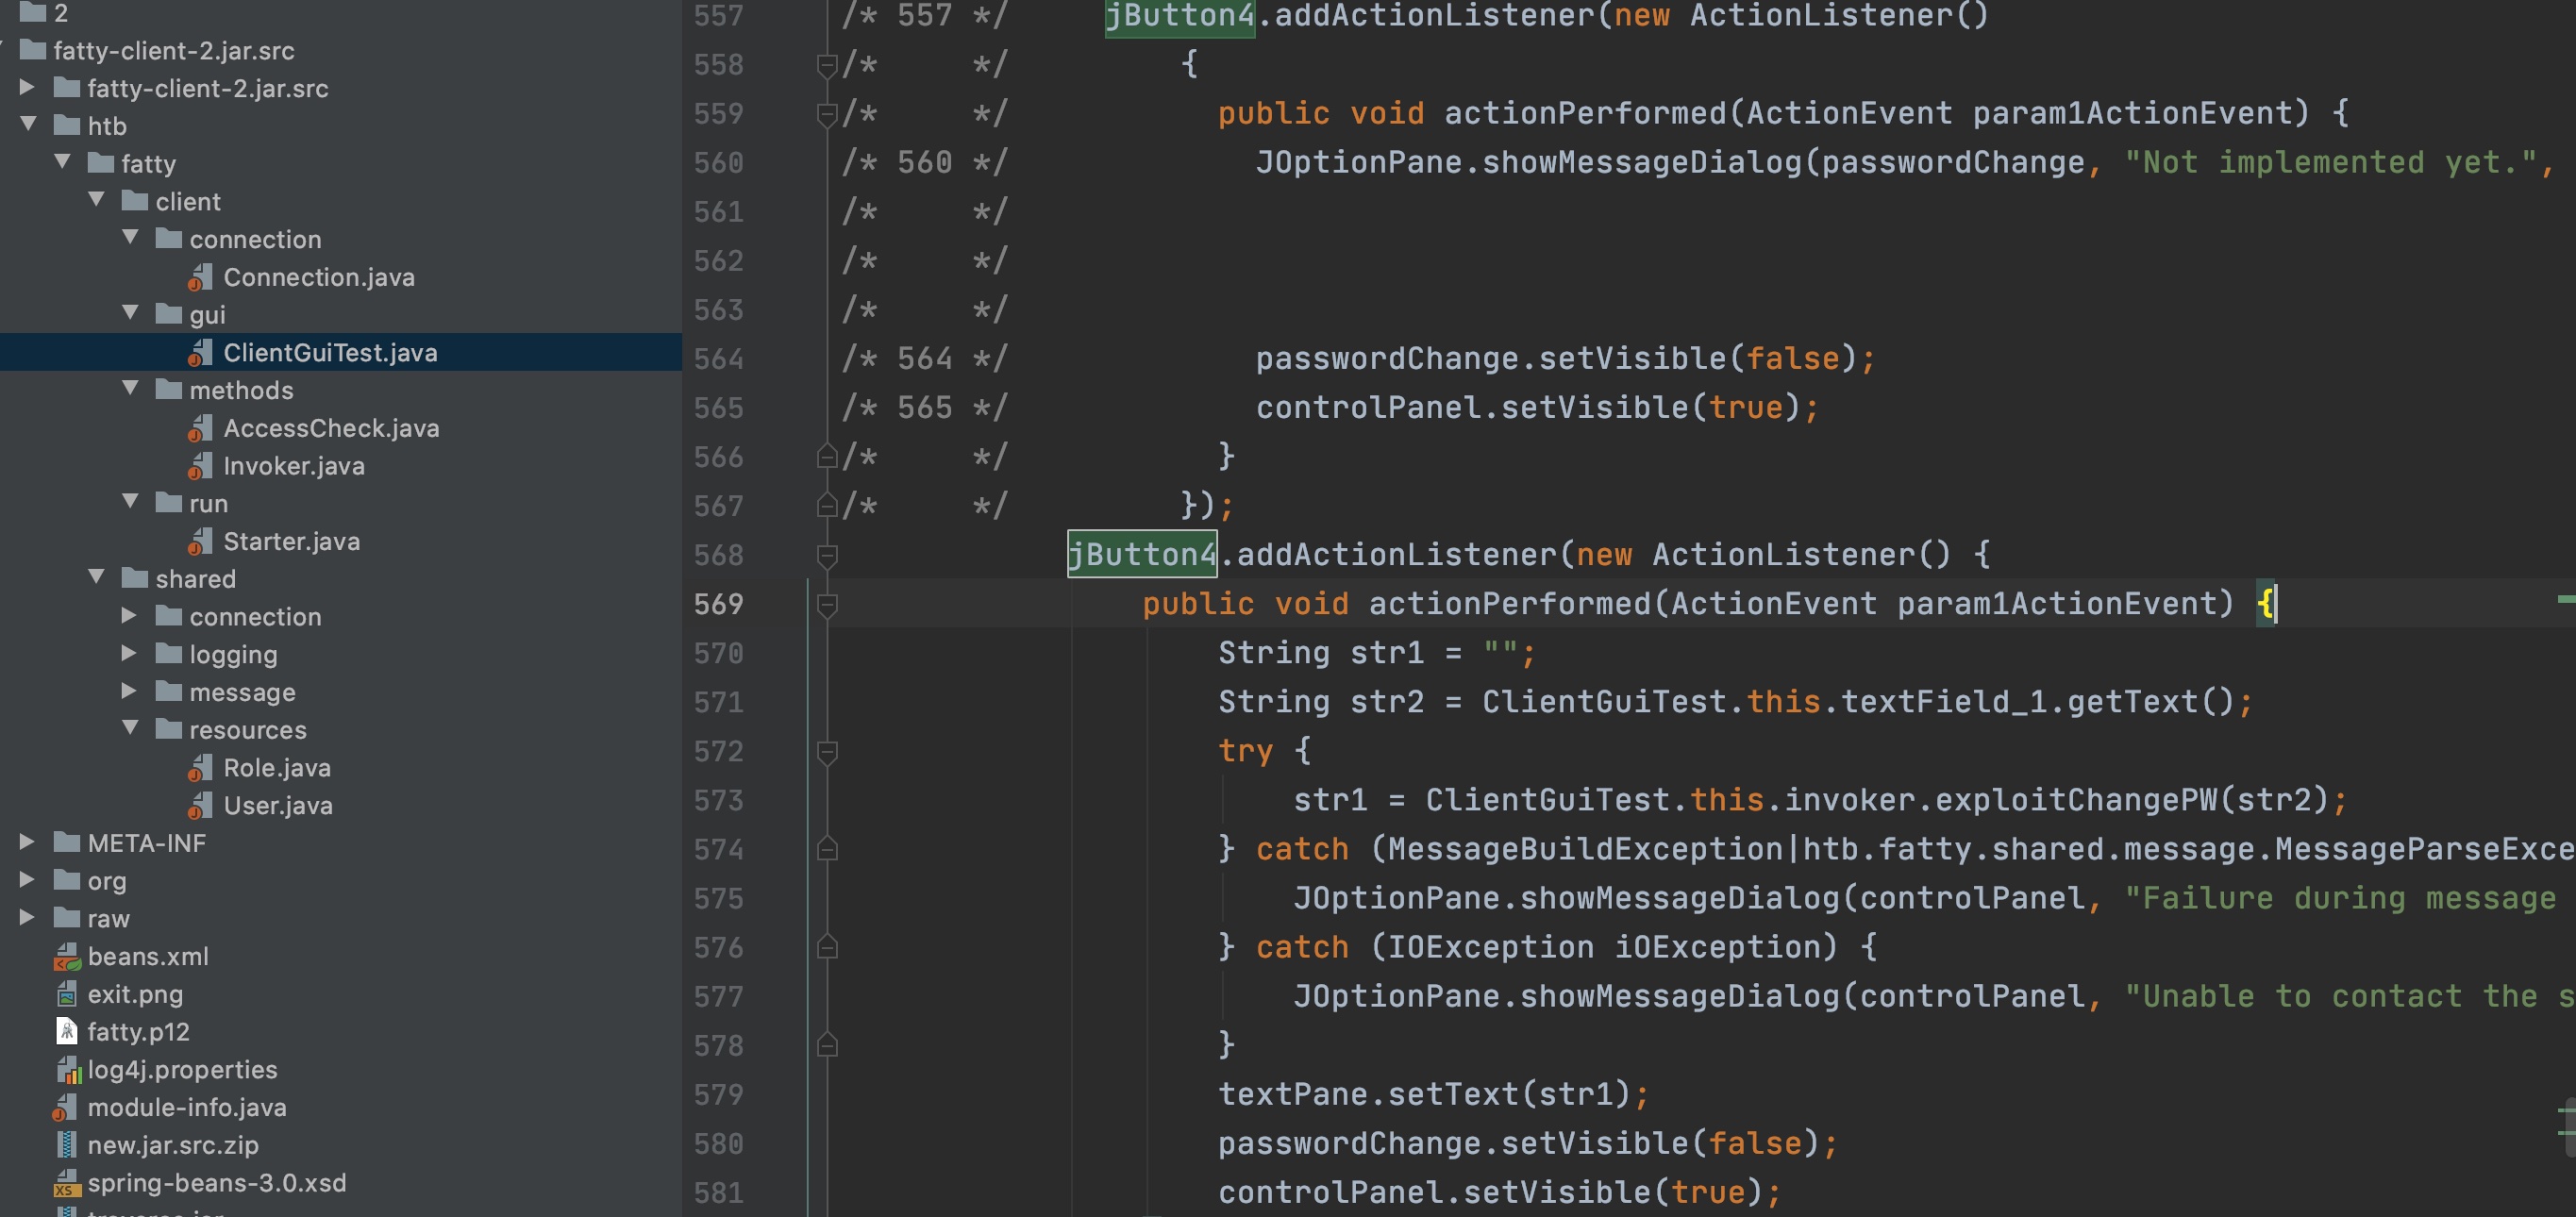 2
fatty-client-2.jar.src
fatty-client-2.jar.src
htb
fatty
client
connection
Connection.java
gui
ClientGuiTest.java
methods
AccessCheck.java
Invoker.java
run
Starter.java
shared
connection
logging
message
resources
Role.java
User.java
META-INF
org
raw
beans.xml
exit.png
fatty.p12
log4j.properties
module-info.java
new.jar.src.zip
spring-beans-3.0.xsd
557 /* 557 */ jButton4.addActionListener(new ActionListener()
558 /* */ {
559 /* */ public void actionPerformed(ActionEvent param1ActionEvent) {
560 /* 560 */ JOptionPane.showMessageDialog(passwordChange, "Not implemented yet.",
561 /* */
562 /* */
563 /* */
564 /* 564 */ passwordChange.setVisible(false);
565 /* 565 */ controlPanel.setVisible(true);
566 /* */ }
567 /* */ });
568 jButton4.addActionListener(new ActionListener() {
569 public void actionPerformed(ActionEvent param1ActionEvent) {
570 String str1 = "";
571 String str2 = ClientGuiTest.this.textField_1.getText();
572 try {
573 str1 = ClientGuiTest.this.invoker.exploitChangePW(str2);
574 } catch (MessageBuildException|htb.fatty.shared.message.MessageParseExce
575 JOptionPane.showMessageDialog(controlPanel, "Failure during message
576 } catch (IOException iOException) {
577 JOptionPane.showMessageDialog(controlPanel, "Unable to contact the s
578 }
579 textPane.setText(str1);
580 passwordChange.setVisible(false);
581 controlPanel.setVisible(true);